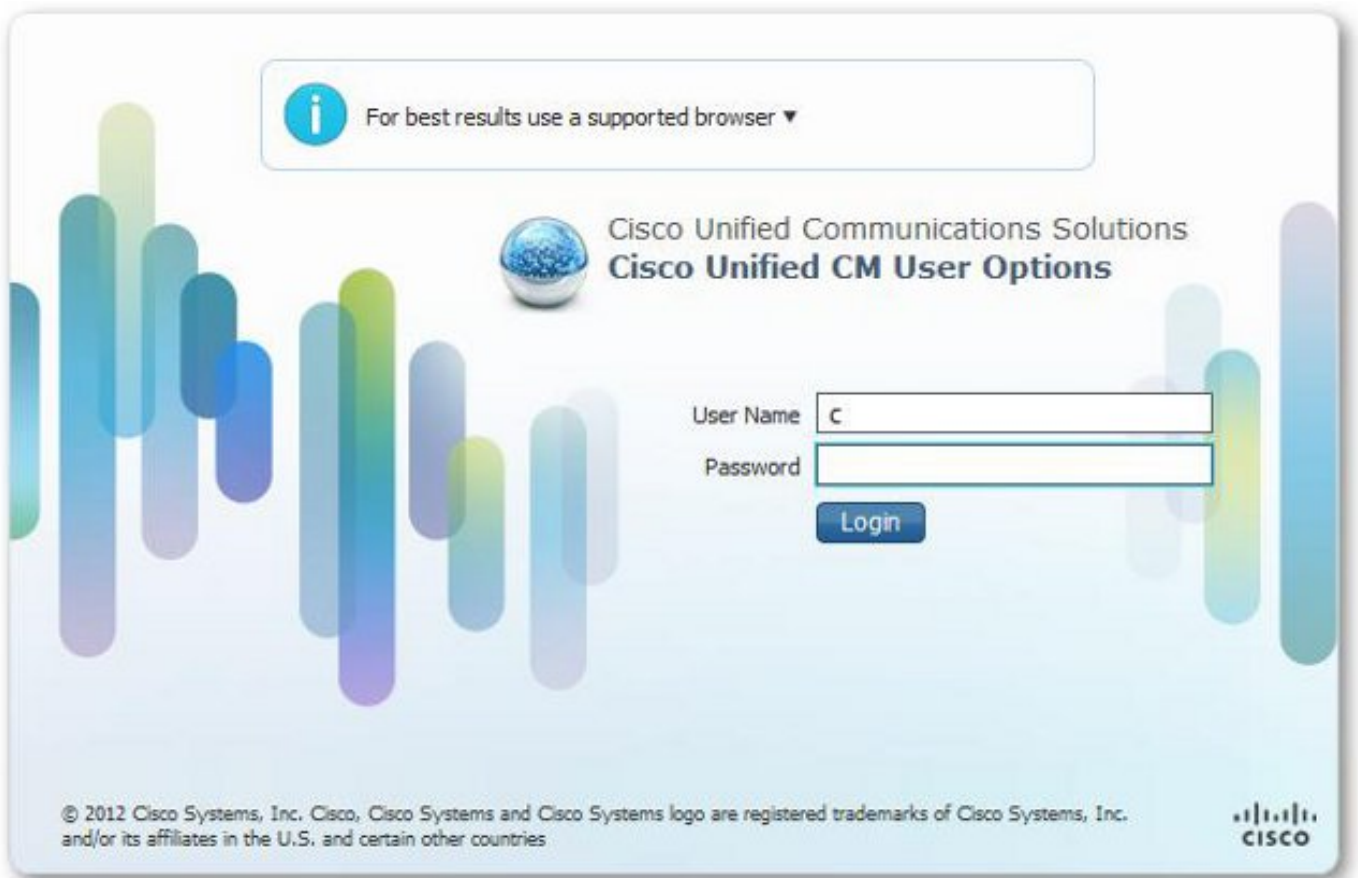 For best results use a supported browser ▼
Cisco Unified Communications Solutions
Cisco Unified CM User Options
User Name c
Password
Login
© 2012 Cisco Systems, Inc. Cisco, Cisco Systems and Cisco Systems logo are registered trademarks of Cisco Systems, Inc.
and/or its affiliates in the U.S. and certain other countries
CISCO